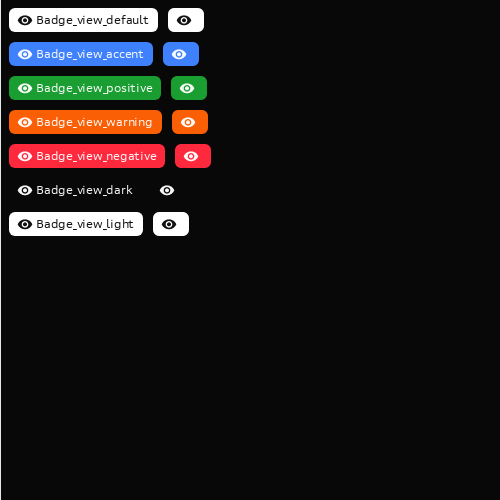 Badge_view_default
Badge_view_accent
Badge_view_positive
Badge_view_warning
Badge_view_negative
Badge_view_dark
Badge_view_light